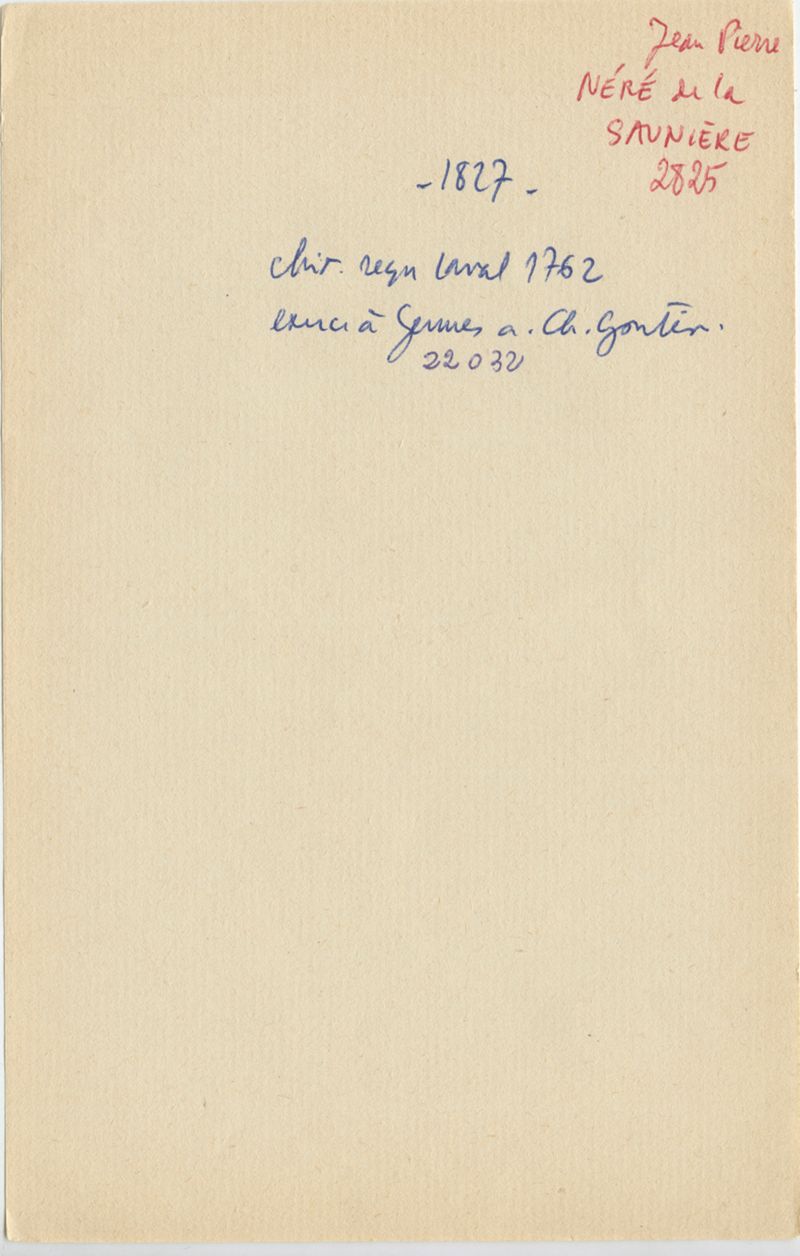 Jean Pierre
NÉRÉ de la
SAUNIÈRE
2825
- 1827 -
chir. reçu Laval 1762
exerce à Gennes a. Ch. Gontier.
22032